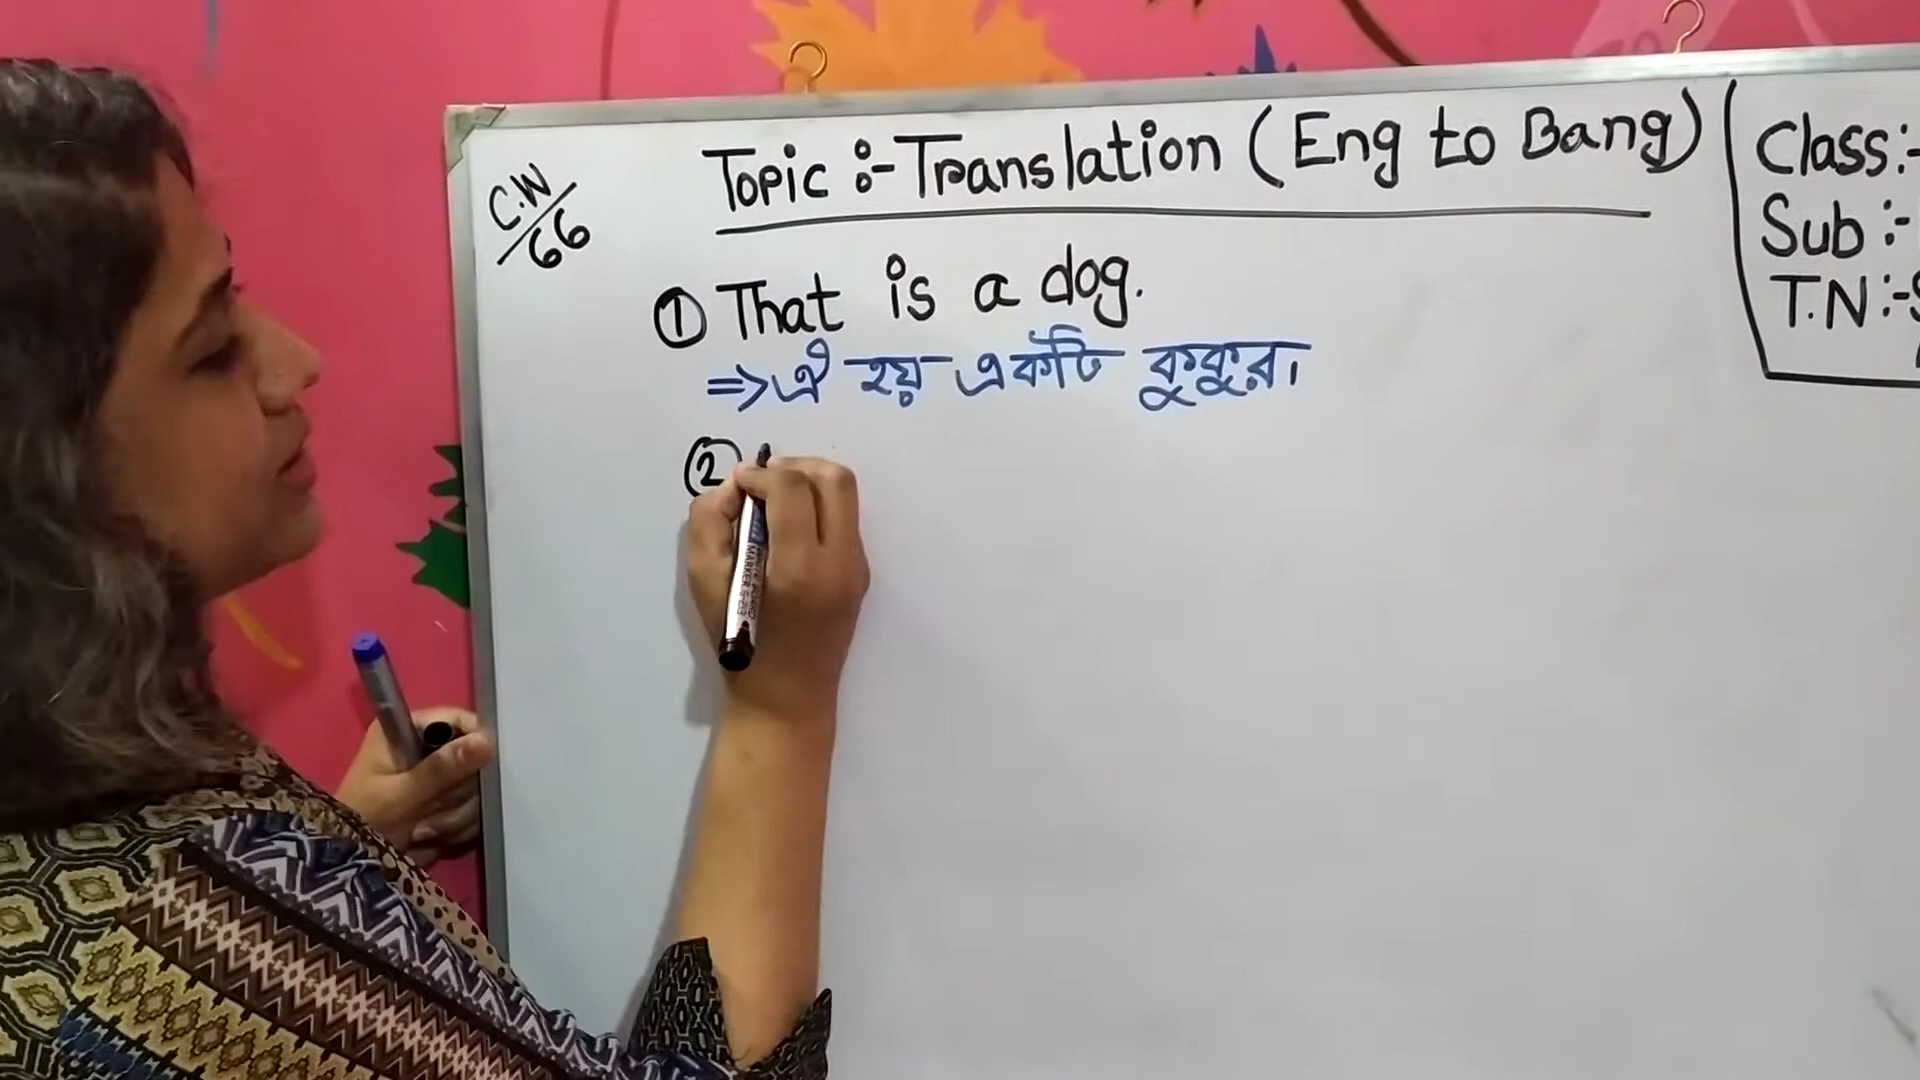 C.W/66
Topic :- Translation (Eng to Bang)
Class:-
Sub :-
T.N :-
① That is a dog.
=> ঐ হয় একটি কুকুর।
②